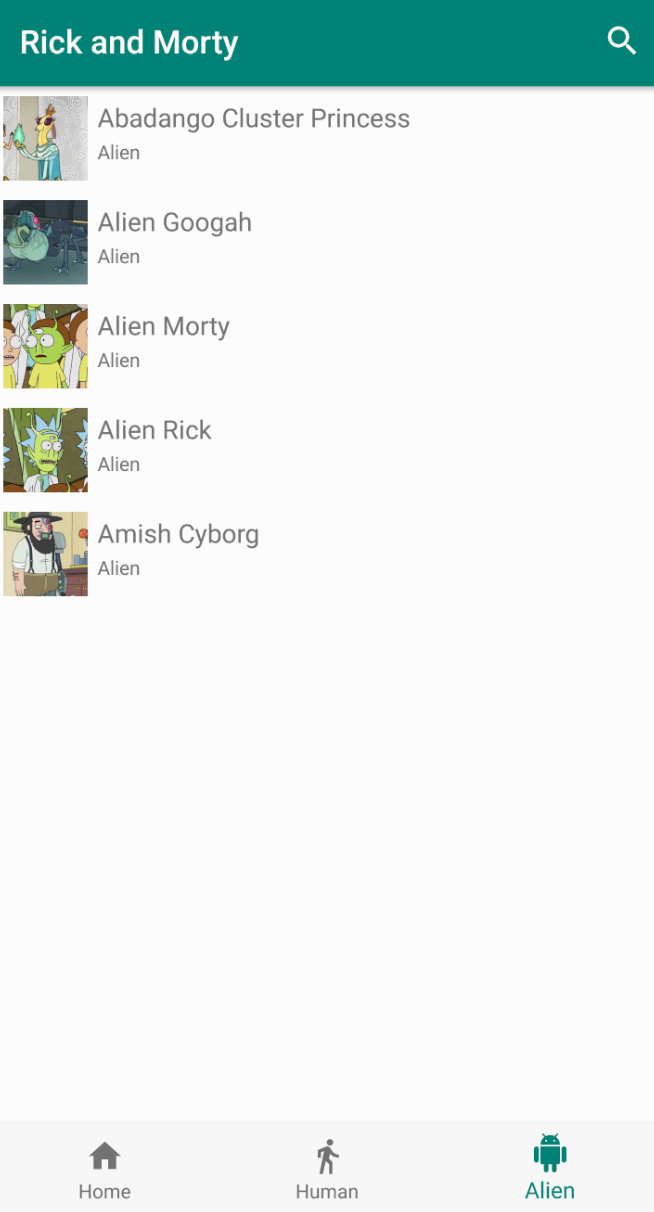 Rick and Morty
Abadango Cluster Princess
Alien
Alien Googah
Alien
Alien Morty
Alien
Alien Rick
Alien
Amish Cyborg
Alien
Home
Human
Alien